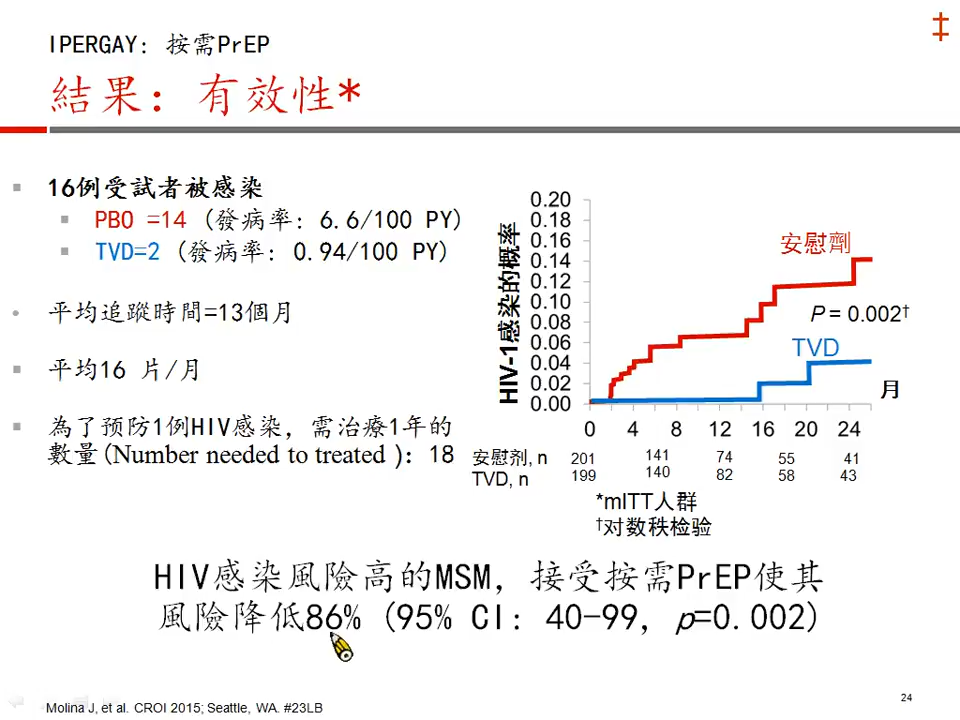 ‡
IPERGAY: 按需PrEP
結果: 有效性*
16例受試者被感染
PBO =14 (發病率: 6.6/100 PY)
TVD=2 (發病率: 0.94/100 PY)
平均追蹤時間=13個月
平均16 片/月
為了预防1例HIV感染, 需治療1年的
數量(Number needed to treated ): 18
HIV-1感染的概率
0.20
0.18
0.16
0.14
0.12
0.10
0.08
0.06
0.04
0.02
0.00
安慰劑
P = 0.002†
TVD
月
0 4 8 12 16 20 24
安慰剂, n 201 141 74 55 41
TVD, n 199 140 82 58 43
*mITT人群
†对数秩检验
HIV感染風險高的MSM, 接受按需PrEP使其
風險降低86% (95% CI: 40-99, p=0.002)
Molina J, et al. CROI 2015; Seattle, WA. #23LB
24